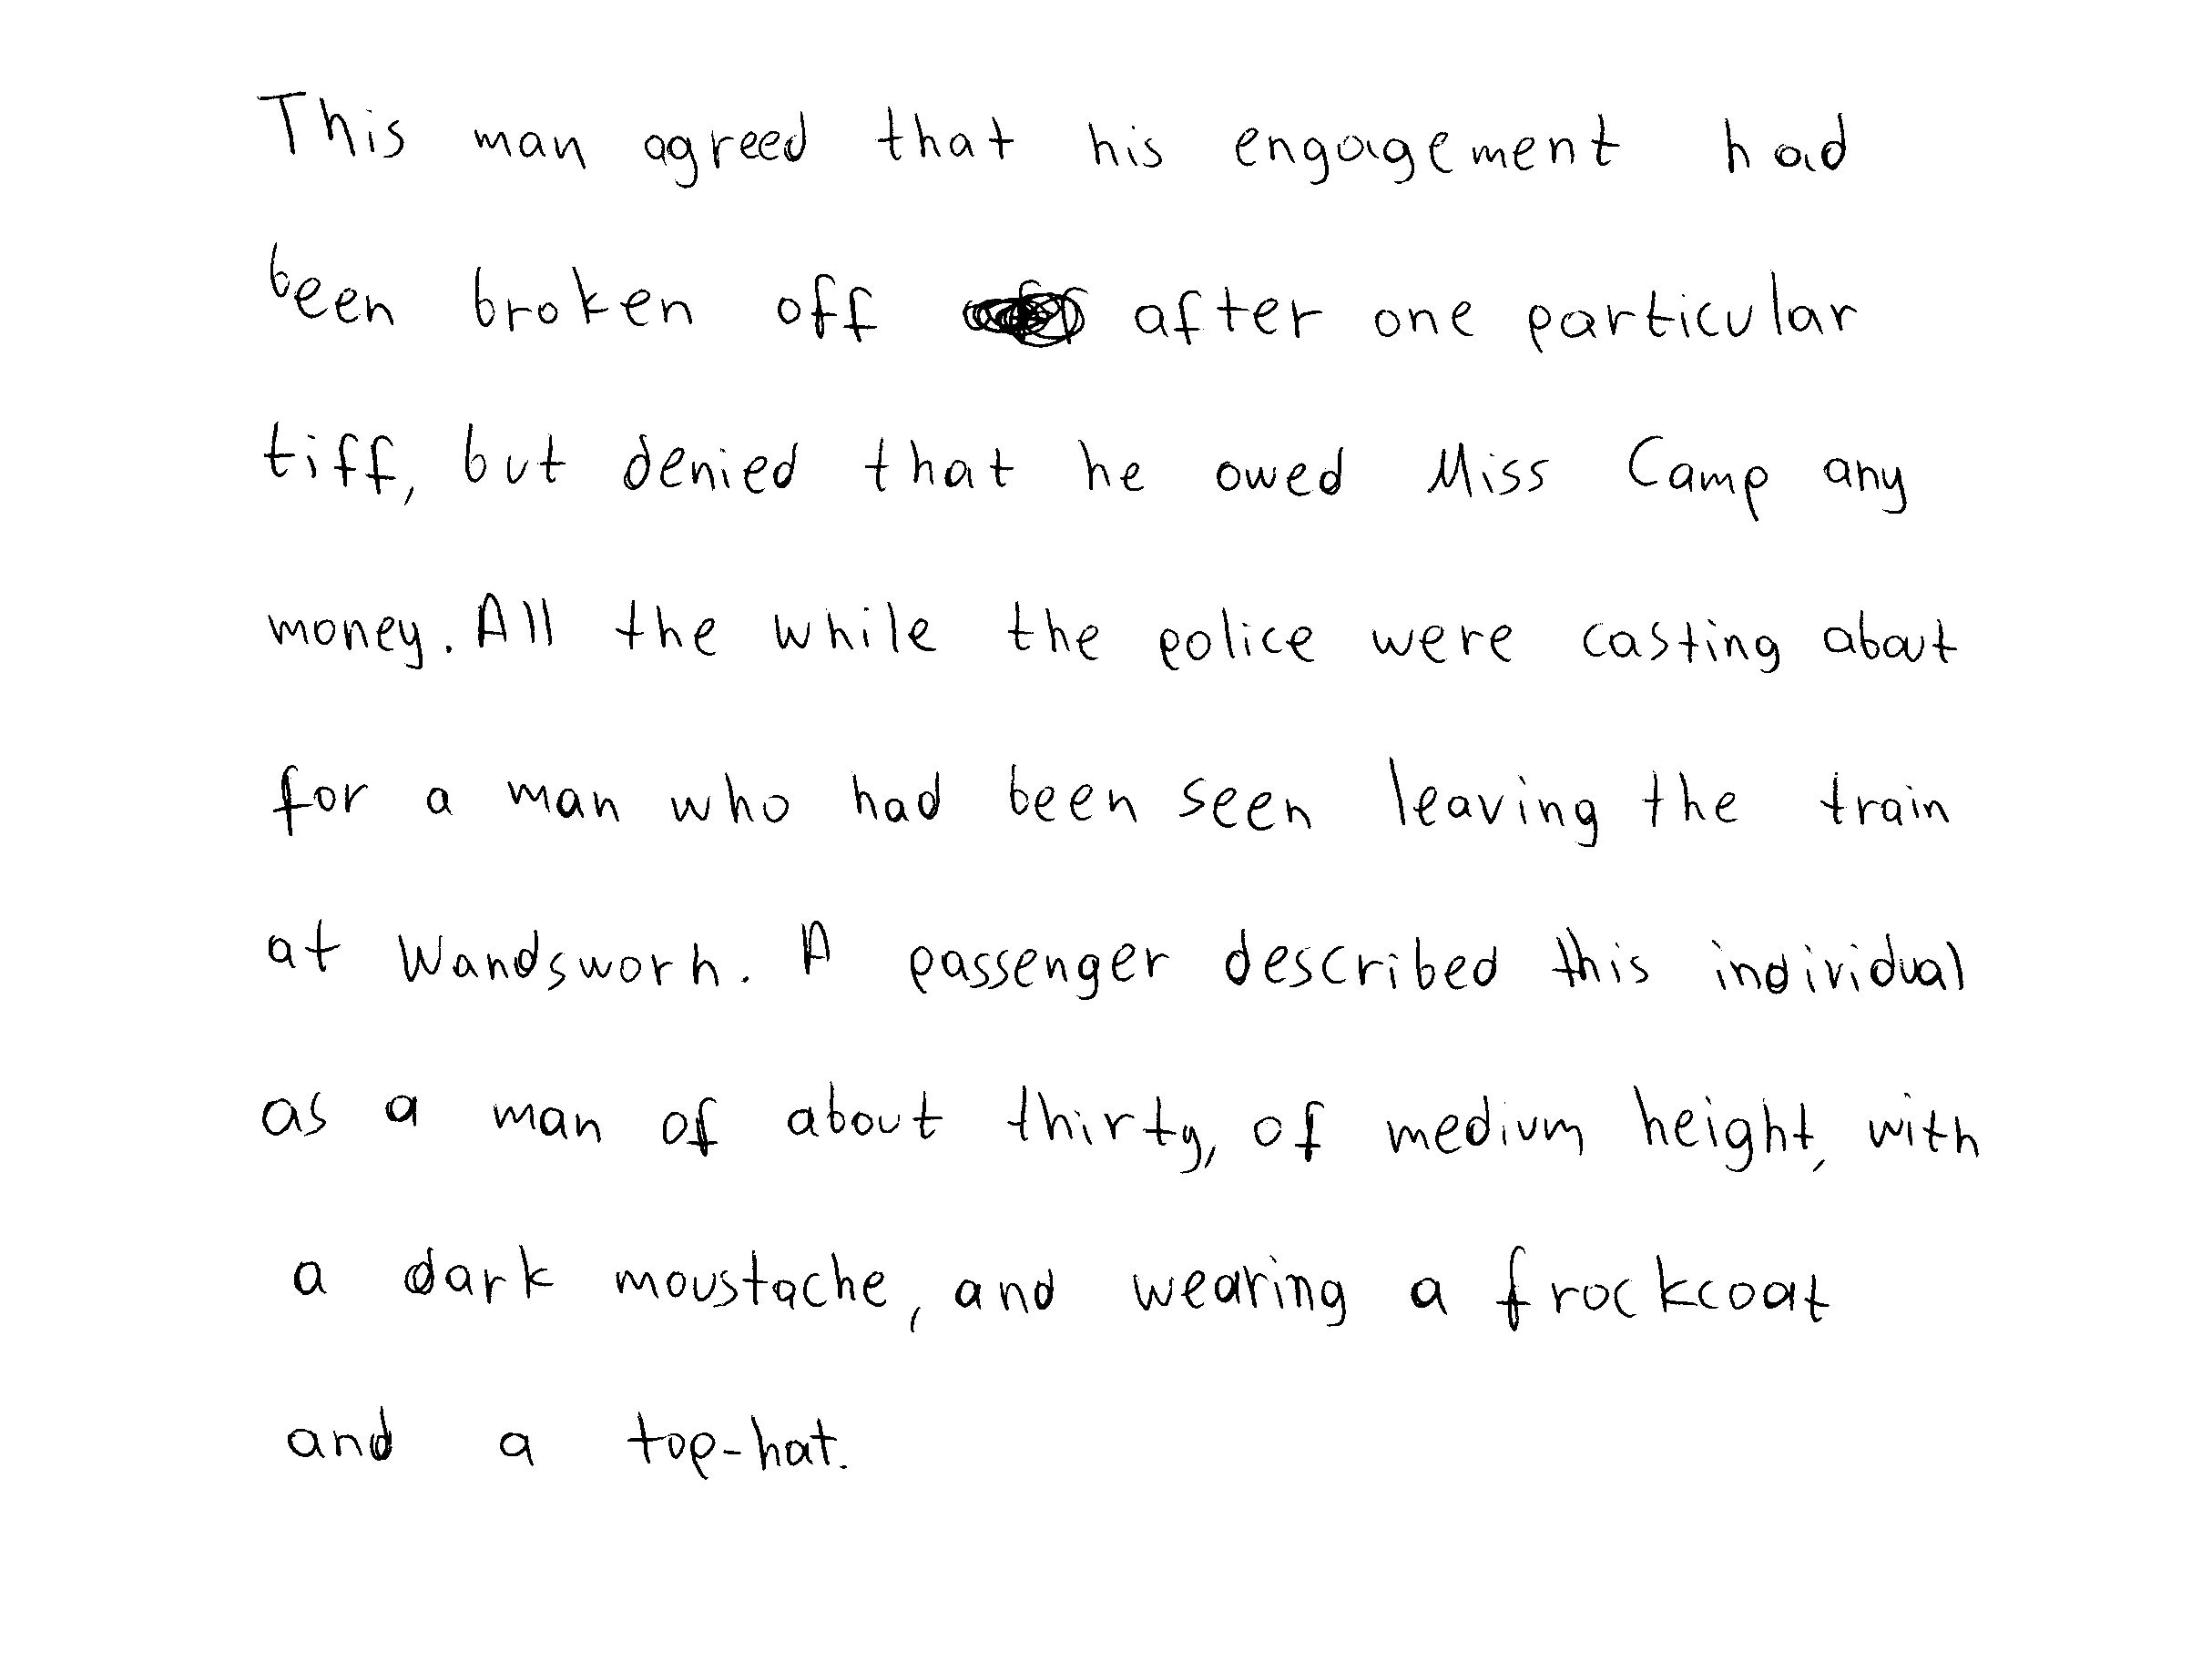 This man agreed that his engagement had
been broken off after one particular
tiff, but denied that he owed Miss Camp any
money. All the while the police were casting about
for a man who had been seen leaving the train
at Wandsworh. A passenger described this individual
as a man of about thirty, of medium height, with
a dark moustache, and wearing a frockcoat
and a top-hat.